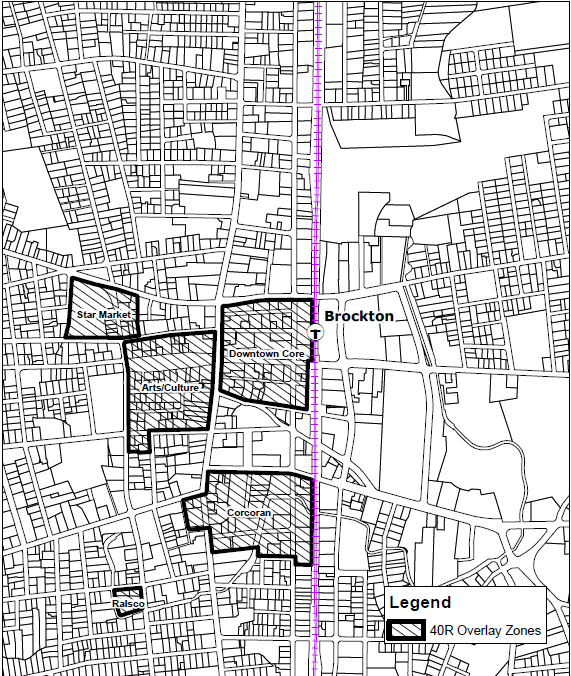 Star Market
Brockton
T
Downtown Core
Arts/Culture
Corcoran
Ralsco
Legend
40R Overlay Zones